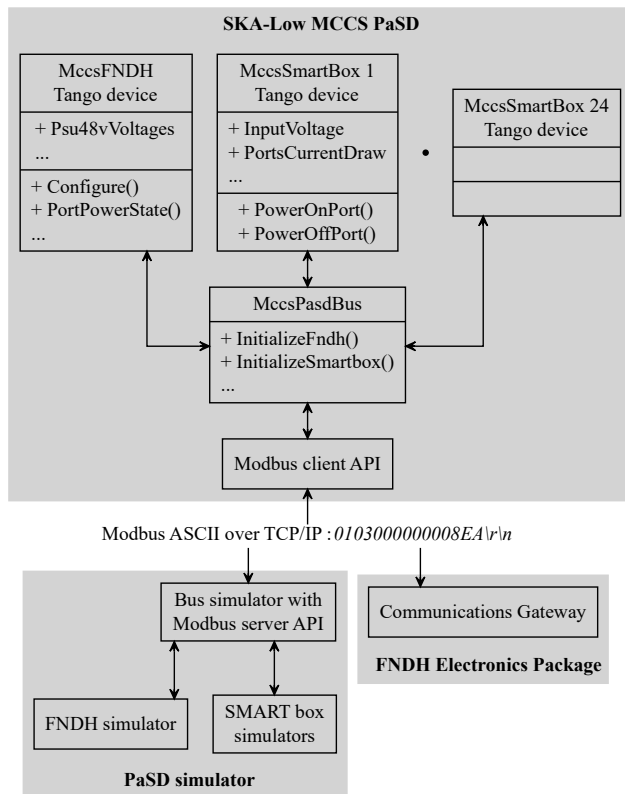 SKA-Low MCCS PaSD
MccsFNDH
Tango device
+ Psu48vVoltages
...
+ Configure()
+ PortPowerState()
...
MccsSmartBox 1
Tango device
+ InputVoltage
+ PortsCurrentDraw
...
+ PowerOnPort()
+ PowerOffPort()
MccsSmartBox 24
Tango device
MccsPasdBus
+ InitializeFndh()
+ InitializeSmartbox()
...
Modbus client API
Modbus ASCII over TCP/IP : 0103000000008EA\r\n
Bus simulator with
Modbus server API
FNDH simulator
SMART box
simulators
PaSD simulator
Communications Gateway
FNDH Electronics Package